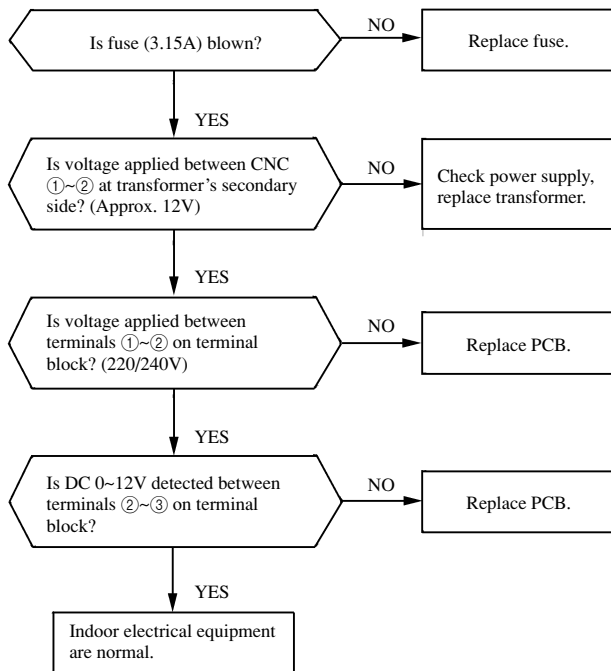 Is fuse (3.15A) blown?
NO
Replace fuse.
YES
Is voltage applied between CNC
①~② at transformer's secondary
side? (Approx. 12V)
NO
Check power supply,
replace transformer.
YES
Is voltage applied between
terminals ①~② on terminal
block? (220/240V)
NO
Replace PCB.
YES
Is DC 0~12V detected between
terminals ②~③ on terminal
block?
NO
Replace PCB.
YES
Indoor electrical equipment
are normal.